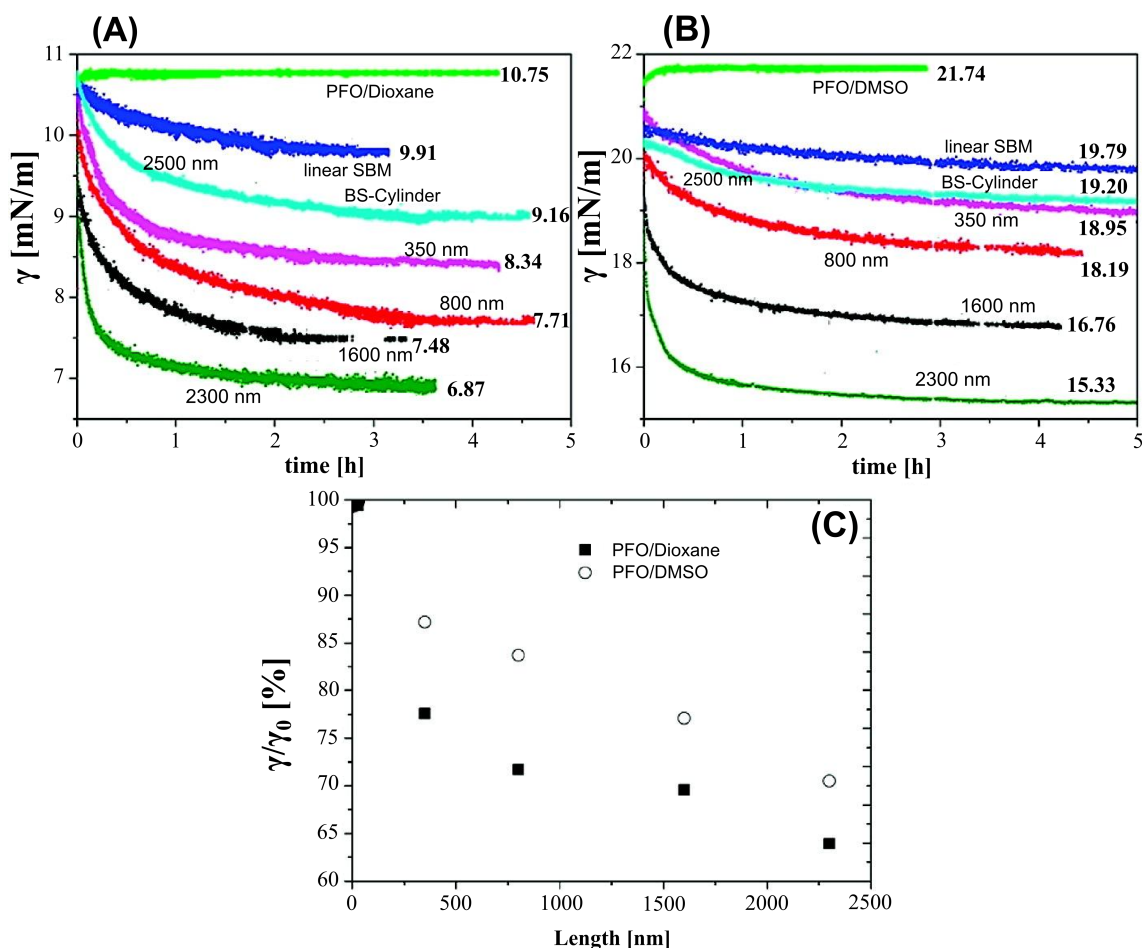 (A)
11
10
9
8
7
γ [mN/m]
10.75
PFO/Dioxane
9.91
linear SBM
2500 nm
BS-Cylinder
9.16
350 nm
8.34
800 nm
7.71
1600 nm
7.48
2300 nm
6.87
0 1 2 3 4 5
time [h]
(B)
22
20
18
16
γ [mN/m]
21.74
PFO/DMSO
linear SBM
19.79
2500 nm
BS-Cylinder
19.20
350 nm
18.95
800 nm
18.19
1600 nm
16.76
2300 nm
15.33
0 1 2 3 4 5
time [h]
(C)
100
95
90
85
80
75
70
65
60
γ/γ₀ [%]
PFO/Dioxane
PFO/DMSO
0 500 1000 1500 2000 2500
Length [nm]